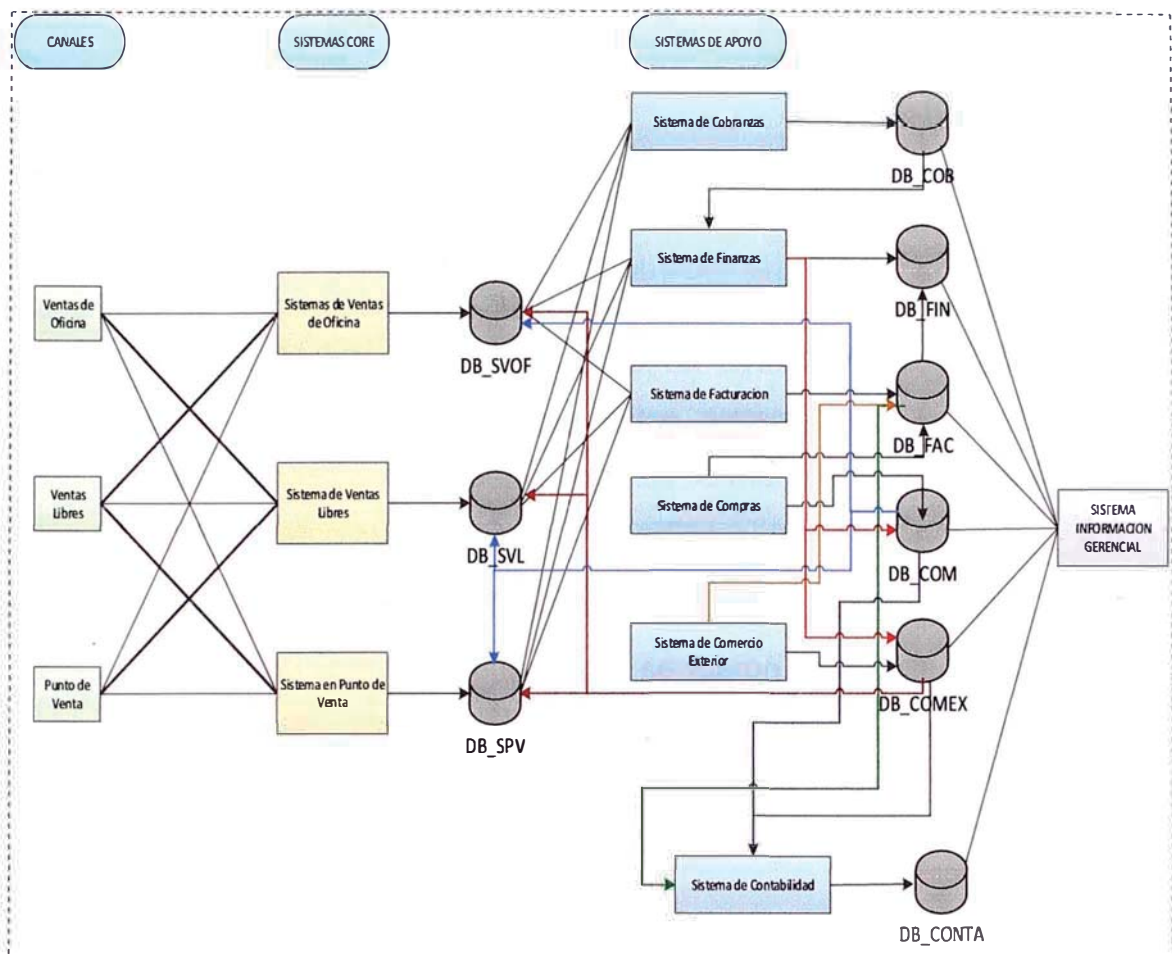 CANALES
SISTEMAS CORE
SISTEMAS DE APOYO
Sistema de Cobranzas
DB_COB
Sistema de Finanzas
DB_FIN
Ventas de
Oficina
Sistemas de Ventas
de Oficina
DB_SVOF
Sistema de Facturacion
DB_FAC
Ventas
Libres
Sistema de Ventas
Libres
DB_SVL
Sistema de Compras
DB_COM
SISTEMA
INFORMACION
GERENCIAL
Sistema de Comercio
Exterior
DB_COMEX
Punto de
Venta
Sistema en Punto de
Venta
DB_SPV
Sistema de Contabilidad
DB_CONTA